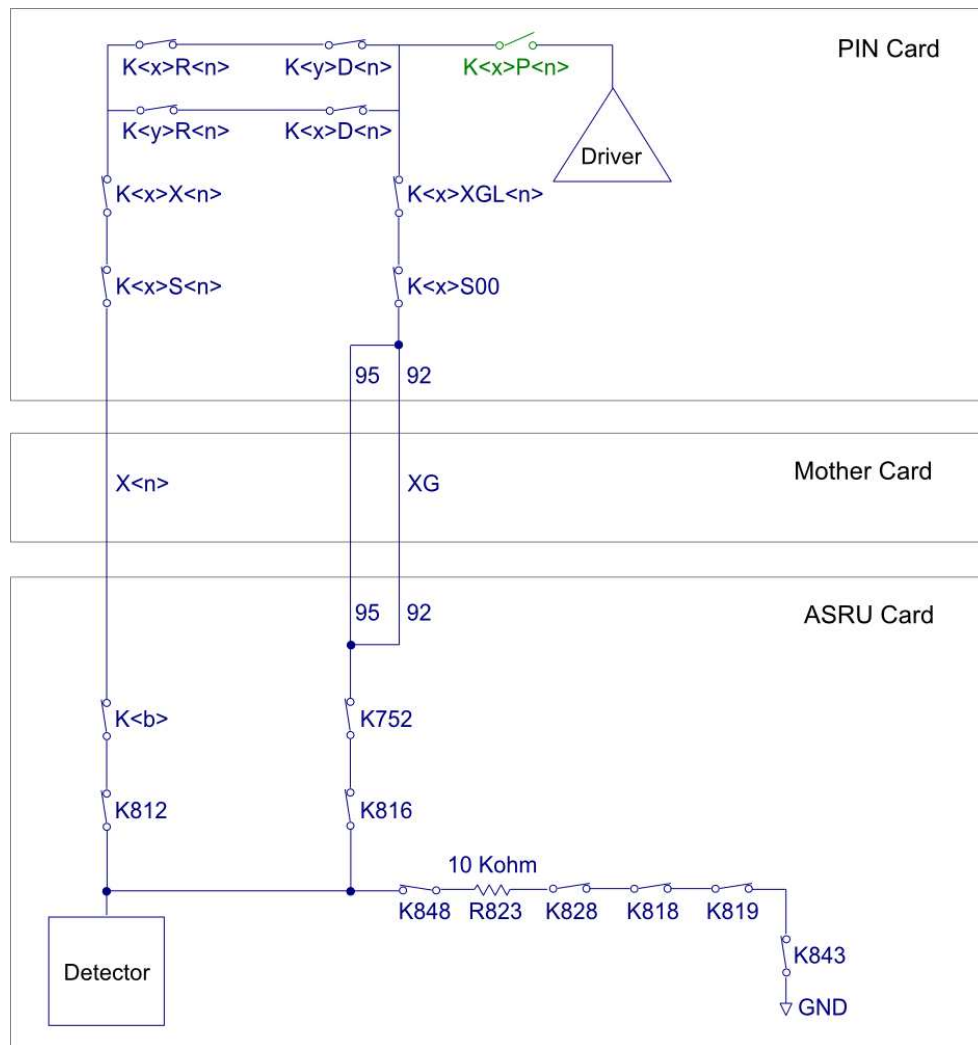 PIN Card
K<x>R<n>
K<y>D<n>
K<x>P<n>
K<y>R<n>
K<x>D<n>
Driver
K<x>X<n>
K<x>XGL<n>
K<x>S<n>
K<x>S00
95
92
Mother Card
X<n>
XG
ASRU Card
95
92
K<b>
K752
K812
K816
10 Kohm
K848
R823
K828
K818
K819
K843
Detector
GND